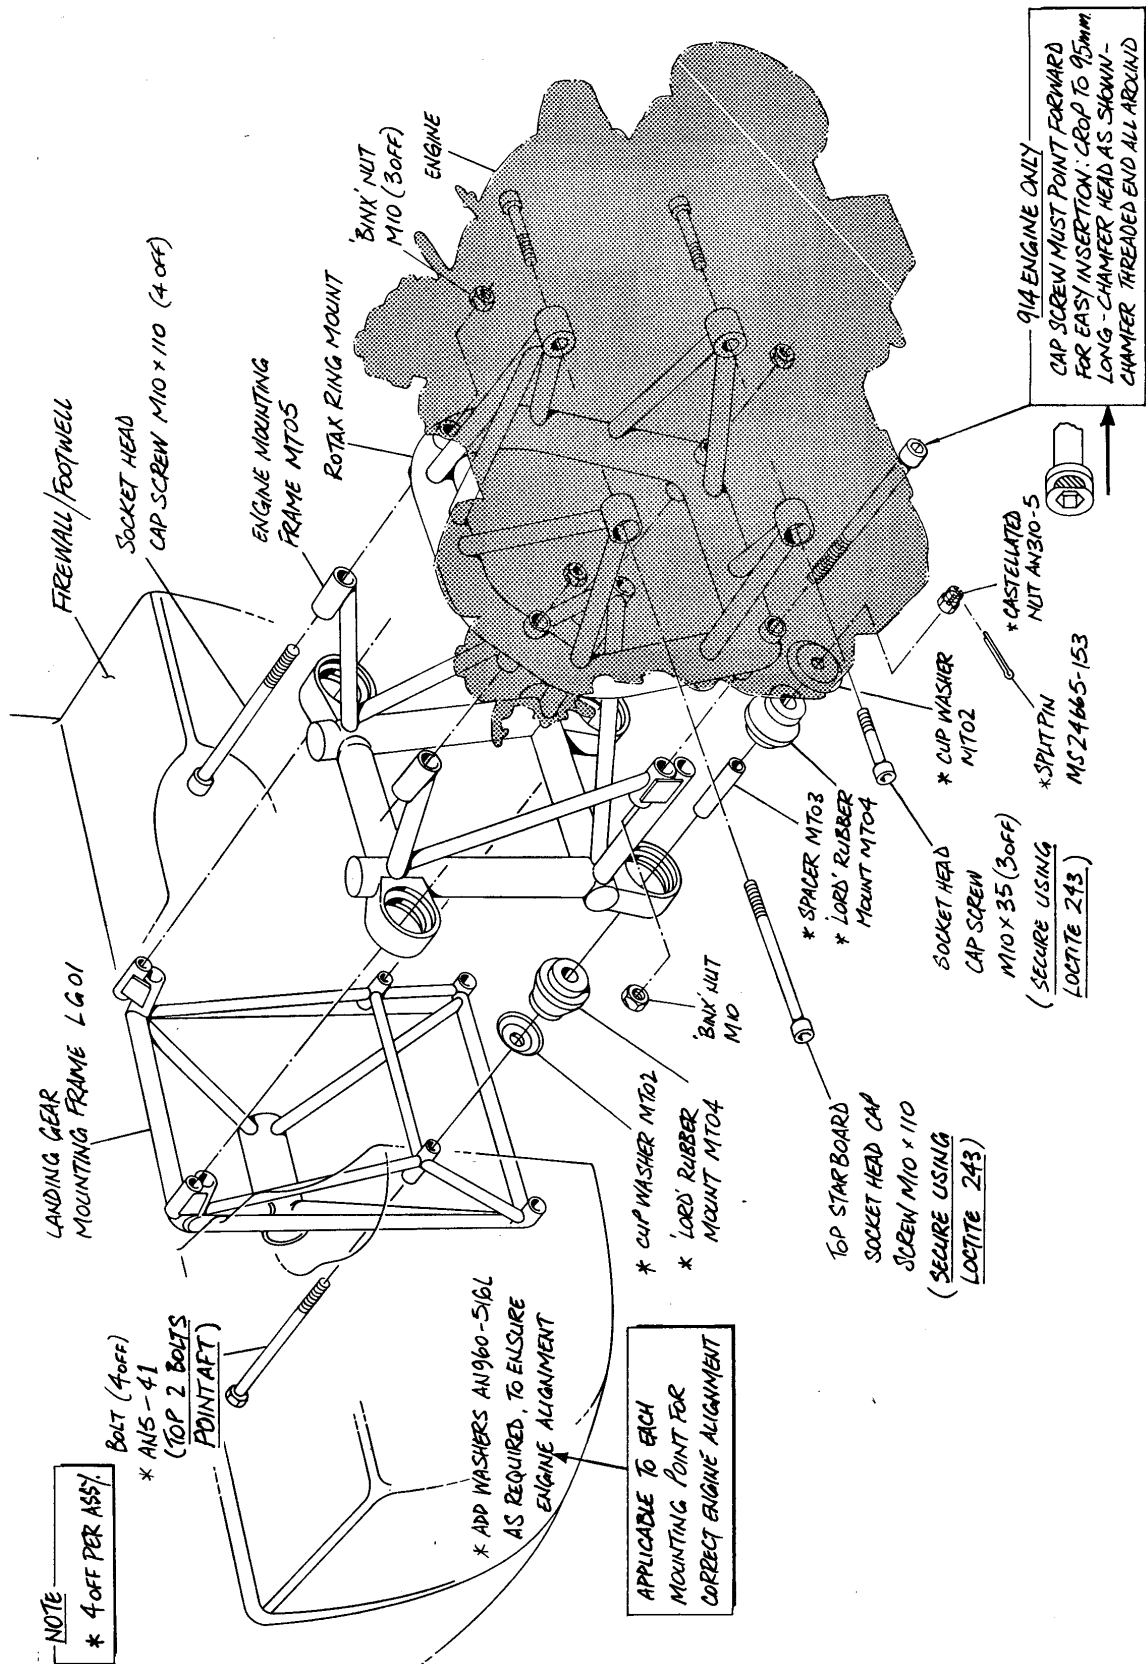 NOTE
* 4 OFF PER ASSY.
BOLT (4 OFF)
* AN5-41
(TOP 2 BOLTS
POINT AFT)
LANDING GEAR
MOUNTING FRAME LG01
FIREWALL/FOOTWELL
SOCKET HEAD
CAP SCREW M10 x 110 (4 OFF)
ENGINE MOUNTING
FRAME MT05
ROTAX RING MOUNT
'BINX' NUT
M10 (3 OFF)
ENGINE
* ADD WASHERS AN960-516L
AS REQUIRED, TO ENSURE
ENGINE ALIGNMENT
APPLICABLE TO EACH
MOUNTING POINT FOR
CORRECT ENGINE ALIGNMENT
* CUP WASHER MT02
* 'LORD' RUBBER
MOUNT MT04
'BINX' NUT
M10
TOP STARBOARD
SOCKET HEAD CAP
SCREW M10 x 110
(SECURE USING
LOCTITE 243)
* SPACER MT03
* 'LORD' RUBBER
MOUNT MT04
SOCKET HEAD
CAP SCREW
M10 x 35 (3 OFF)
(SECURE USING
LOCTITE 243)
* CUP WASHER
MT02
* SPLIT PIN
MS24665-153
* CASTELLATED
NUT AN310-5
914 ENGINE ONLY
CAP SCREW MUST POINT FORWARD
FOR EASY INSERTION: CROP TO 95mm
LONG - CHAMFER HEAD AS SHOWN -
CHAMFER THREADED END ALL AROUND